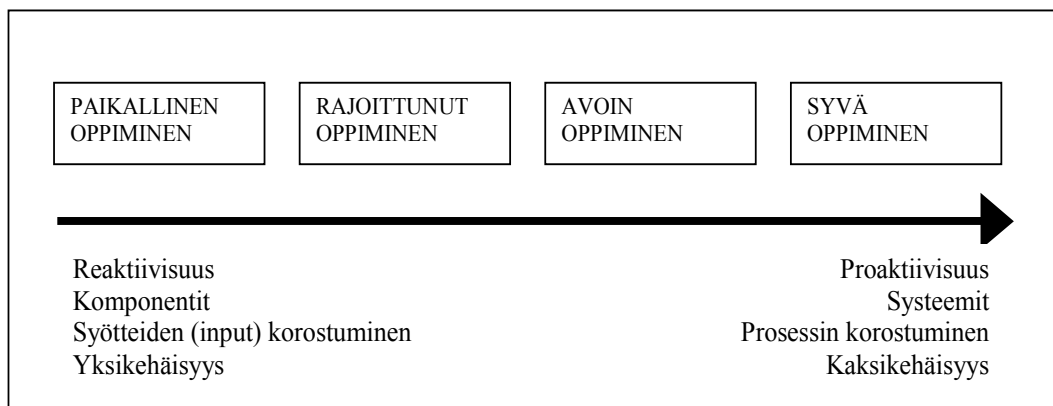 PAIKALLINEN
OPPIMINEN
RAJOITTUNUT
OPPIMINEN
AVOIN
OPPIMINEN
SYVÄ
OPPIMINEN
Reaktiivisuus
Komponentit
Syötteiden (input) korostuminen
Yksikehäisyys
Proaktiivisuus
Systeemit
Prosessin korostuminen
Kaksikehäisyys